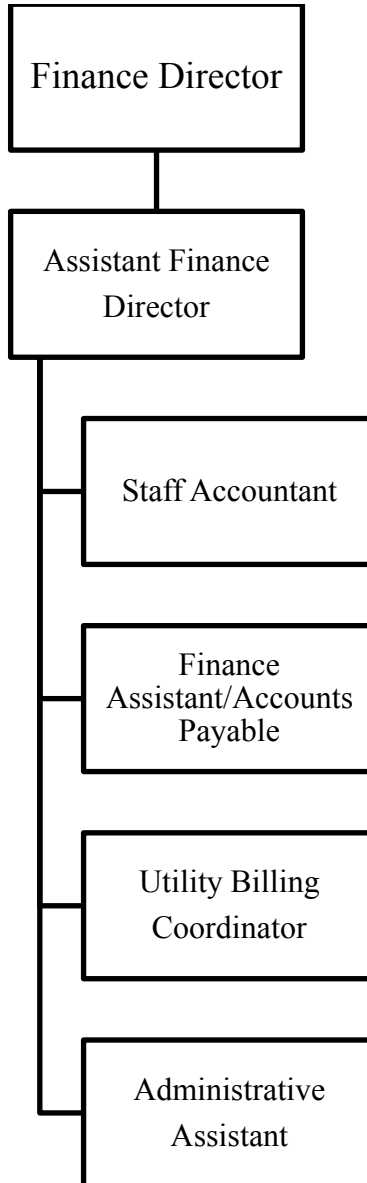 Finance Director
Assistant Finance
Director
Staff Accountant
Finance
Assistant/Accounts
Payable
Utility Billing
Coordinator
Administrative
Assistant